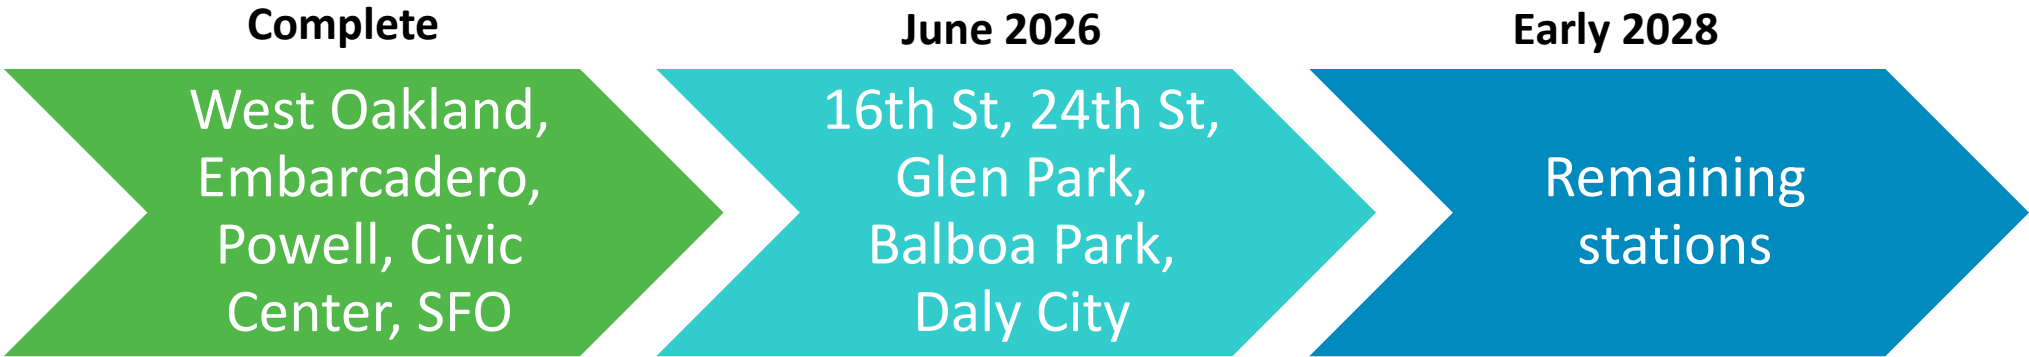 Complete
West Oakland,
Embarcadero,
Powell, Civic
Center, SFO
June 2026
16th St, 24th St,
Glen Park,
Balboa Park,
Daly City
Early 2028
Remaining
stations